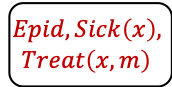 Epid, Sick(x),
Treat(x, m)